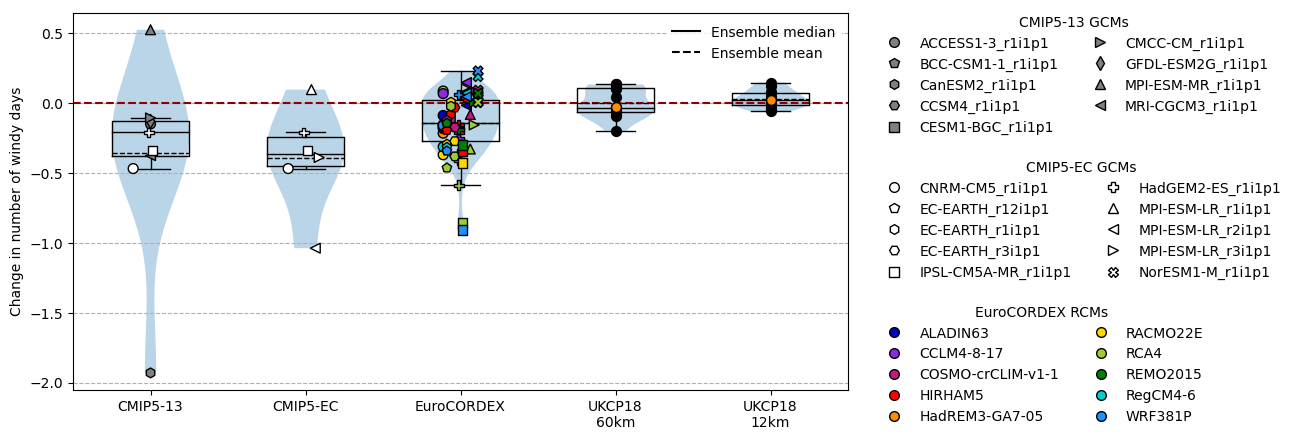 Change in number of windy days
0.5
0.0
−0.5
−1.0
−1.5
−2.0
CMIP5-13
CMIP5-EC
EuroCORDEX
UKCP18
60km
UKCP18
12km
Ensemble median
Ensemble mean
CMIP5-13 GCMs
ACCESS1-3_r1i1p1
BCC-CSM1-1_r1i1p1
CanESM2_r1i1p1
CCSM4_r1i1p1
CESM1-BGC_r1i1p1
CMCC-CM_r1i1p1
GFDL-ESM2G_r1i1p1
MPI-ESM-MR_r1i1p1
MRI-CGCM3_r1i1p1
CMIP5-EC GCMs
CNRM-CM5_r1i1p1
EC-EARTH_r12i1p1
EC-EARTH_r1i1p1
EC-EARTH_r3i1p1
IPSL-CM5A-MR_r1i1p1
HadGEM2-ES_r1i1p1
MPI-ESM-LR_r1i1p1
MPI-ESM-LR_r2i1p1
MPI-ESM-LR_r3i1p1
NorESM1-M_r1i1p1
EuroCORDEX RCMs
ALADIN63
CCLM4-8-17
COSMO-crCLIM-v1-1
HIRHAM5
HadREM3-GA7-05
RACMO22E
RCA4
REMO2015
RegCM4-6
WRF381P